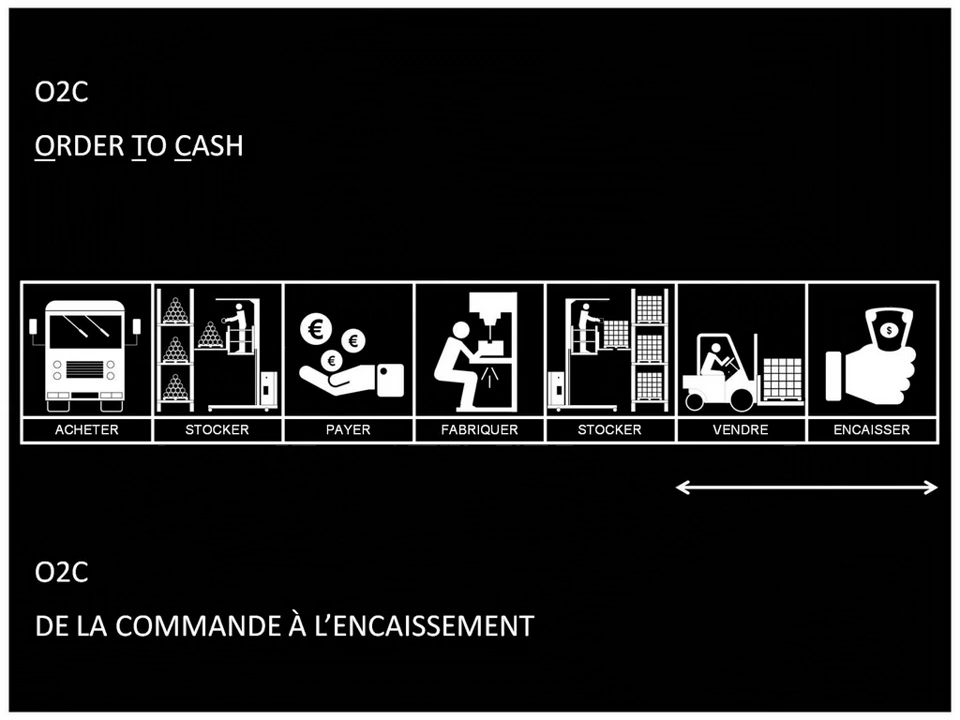 O2C
ORDER TO CASH
€ € €
$
ACHETER STOCKER PAYER FABRIQUER STOCKER VENDRE ENCAISSER
O2C
DE LA COMMANDE À L'ENCAISSEMENT